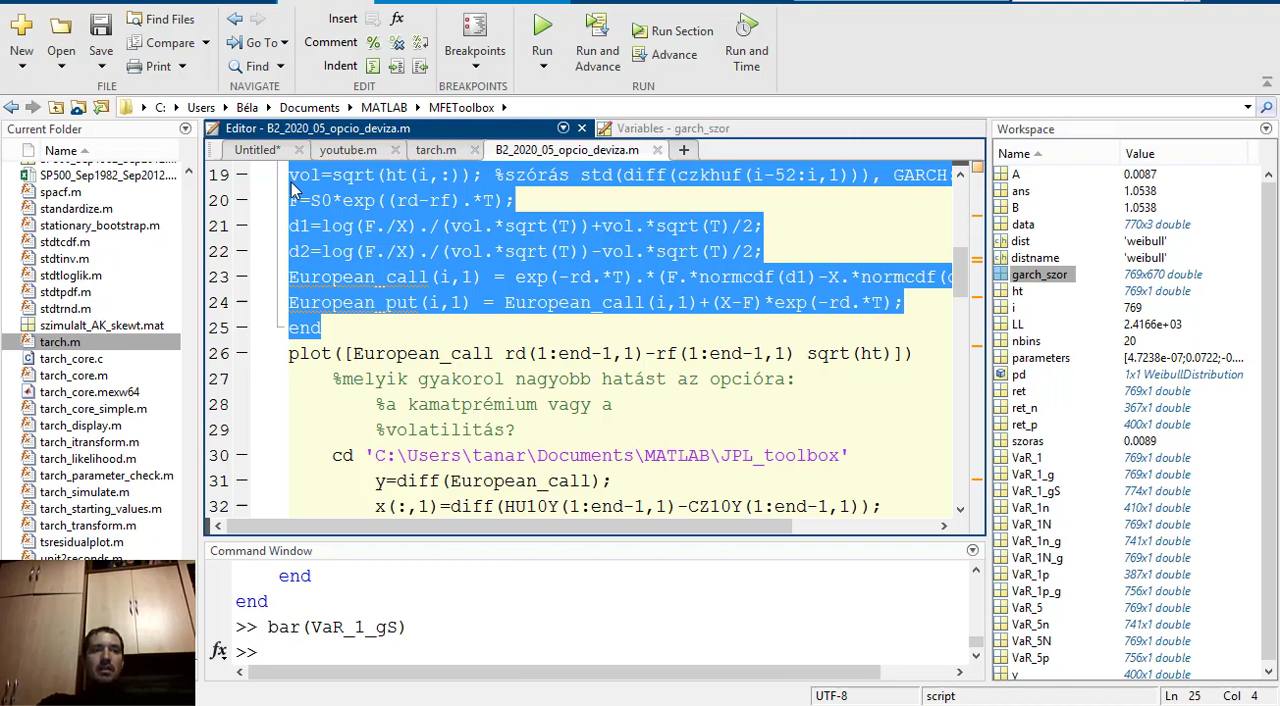 Find Files
Insert
fx
Compare
Go To
Comment
Breakpoints
Run
Run and Advance
Run Section
Advance
Run and Time
New
Open
Save
Print
Find
Indent
FILE
NAVIGATE
EDIT
BREAKPOINTS
RUN
C: Users Béla Documents MATLAB MFEToolbox
Current Folder
Name
SP500_Sep1982_Sep2012.
spacf.m
standardize.m
stationary_bootstrap.m
stdtcdf.m
stdtinv.m
stdtloglik.m
stdtpdf.m
stdtrnd.m
szimulalt_AK_skewt.mat
tarch.m
tarch_core.c
tarch_core.m
tarch_core.mexw64
tarch_core_simple.m
tarch_display.m
tarch_itransform.m
tarch_likelihood.m
tarch_parameter_check.m
tarch_simulate.m
tarch_starting_values.m
tarch_transform.m
tsresidualplot.m
Editor - B2_2020_05_opcio_deviza.m
Variables - garch_szor
Untitled*
youtube.m
tarch.m
B2_2020_05_opcio_deviza.m
19 vol=sqrt(ht(i,:)); %szórás std(diff(czkhuf(i-52:i,1))), GARCH:
20 F=S0*exp((rd-rf).*T);
21 d1=log(F./X)./(vol.*sqrt(T))+vol.*sqrt(T)/2;
22 d2=log(F./X)./(vol.*sqrt(T))-vol.*sqrt(T)/2;
23 European_call(i,1) = exp(-rd.*T).*(F.*normcdf(d1)-X.*normcdf(d
24 European_put(i,1) = European_call(i,1)+(X-F)*exp(-rd.*T);
25 end
26 plot([European_call rd(1:end-1,1)-rf(1:end-1,1) sqrt(ht)])
27 %melyik gyakorol nagyobb hatást az opcióra:
28 %a kamatprémium vagy a
29 %volatilitás?
30 cd 'C:\Users\tanar\Documents\MATLAB\JPL_toolbox'
31 y=diff(European_call);
32 x(:,1)=diff(HU10Y(1:end-1,1)-CZ10Y(1:end-1,1));
Command Window
end
end
>> bar(VaR_1_gS)
fx >>
Workspace
Name Value
A 0.0087
ans 1.0538
B 1.0538
data 770x3 double
dist 'weibull'
distname 'weibull'
garch_szor 769x670 double
ht 769x1 double
i 769
LL 2.4166e+03
nbins 20
parameters [4.7238e-07;0.0722;-0...
pd 1x1 WeibullDistribution
ret 769x1 double
ret_n 367x1 double
ret_p 400x1 double
szoras 0.0089
VaR_1 769x1 double
VaR_1_g 769x1 double
VaR_1_gS 774x1 double
VaR_1n 410x1 double
VaR_1N 769x1 double
VaR_1n_g 741x1 double
VaR_1N_g 769x1 double
VaR_1p 387x1 double
VaR_1p_g 756x1 double
VaR_5 769x1 double
VaR_5n 741x1 double
VaR_5N 769x1 double
VaR_5p 756x1 double
400x1 double
UTF-8
script
Ln 25 Col 4